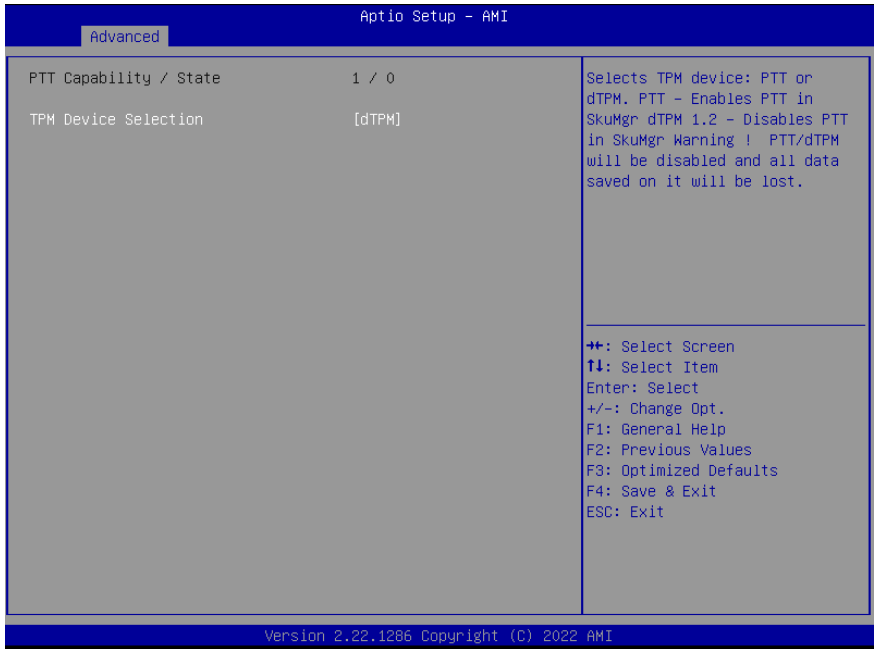 Aptio Setup – AMI
Advanced
PTT Capability / State 1 / 0
TPM Device Selection [dTPM]
Selects TPM device: PTT or
dTPM. PTT – Enables PTT in
SkuMgr dTPM 1.2 – Disables PTT
in SkuMgr Warning ! PTT/dTPM
will be disabled and all data
saved on it will be lost.
→←: Select Screen
↑↓: Select Item
Enter: Select
+/-: Change Opt.
F1: General Help
F2: Previous Values
F3: Optimized Defaults
F4: Save & Exit
ESC: Exit
Version 2.22.1286 Copyright (C) 2022 AMI